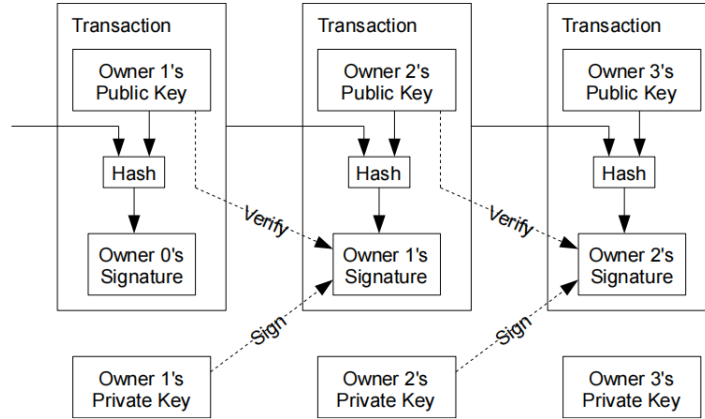 Transaction
Transaction
Transaction
Owner 1's
Public Key
Owner 2's
Public Key
Owner 3's
Public Key
Hash
Hash
Hash
Verify
Verify
Owner 0's
Signature
Owner 1's
Signature
Owner 2's
Signature
Sign
Sign
Owner 1's
Private Key
Owner 2's
Private Key
Owner 3's
Private Key